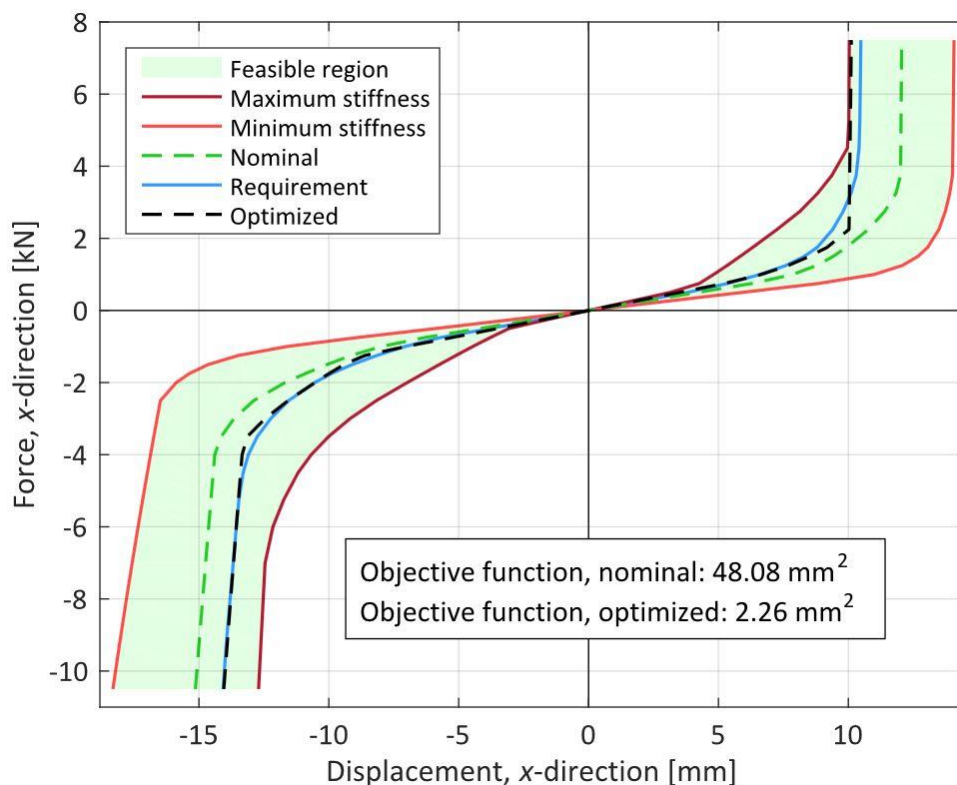 8
6
4
2
0
-2
-4
-6
-8
-10
Force, x-direction [kN]
Feasible region
Maximum stiffness
Minimum stiffness
Nominal
Requirement
Optimized
Objective function, nominal: 48.08 mm²
Objective function, optimized: 2.26 mm²
-15 -10 -5 0 5 10
Displacement, x-direction [mm]